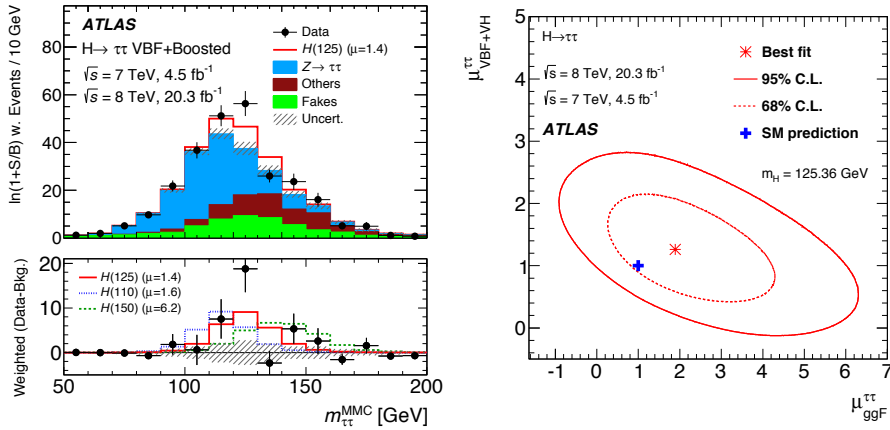 ln(1+S/B) w. Events / 10 GeV
80
60
40
20
0
ATLAS
H→ ττ VBF+Boosted
√s = 7 TeV, 4.5 fb⁻¹
√s = 8 TeV, 20.3 fb⁻¹
Data
H(125) (μ=1.4)
Z→ ττ
Others
Fakes
Uncert.
Weighted (Data-Bkg.)
20
10
0
H(125) (μ=1.4)
H(110) (μ=1.6)
H(150) (μ=6.2)
50 100 150 200
m_ττ^MMC [GeV]
μ_VBF+VH^ττ
5
4
3
2
1
0
H→ττ
√s = 8 TeV, 20.3 fb⁻¹
√s = 7 TeV, 4.5 fb⁻¹
ATLAS
Best fit
95% C.L.
68% C.L.
SM prediction
m_H = 125.36 GeV
-1 0 1 2 3 4 5 6 7
μ_ggF^ττ